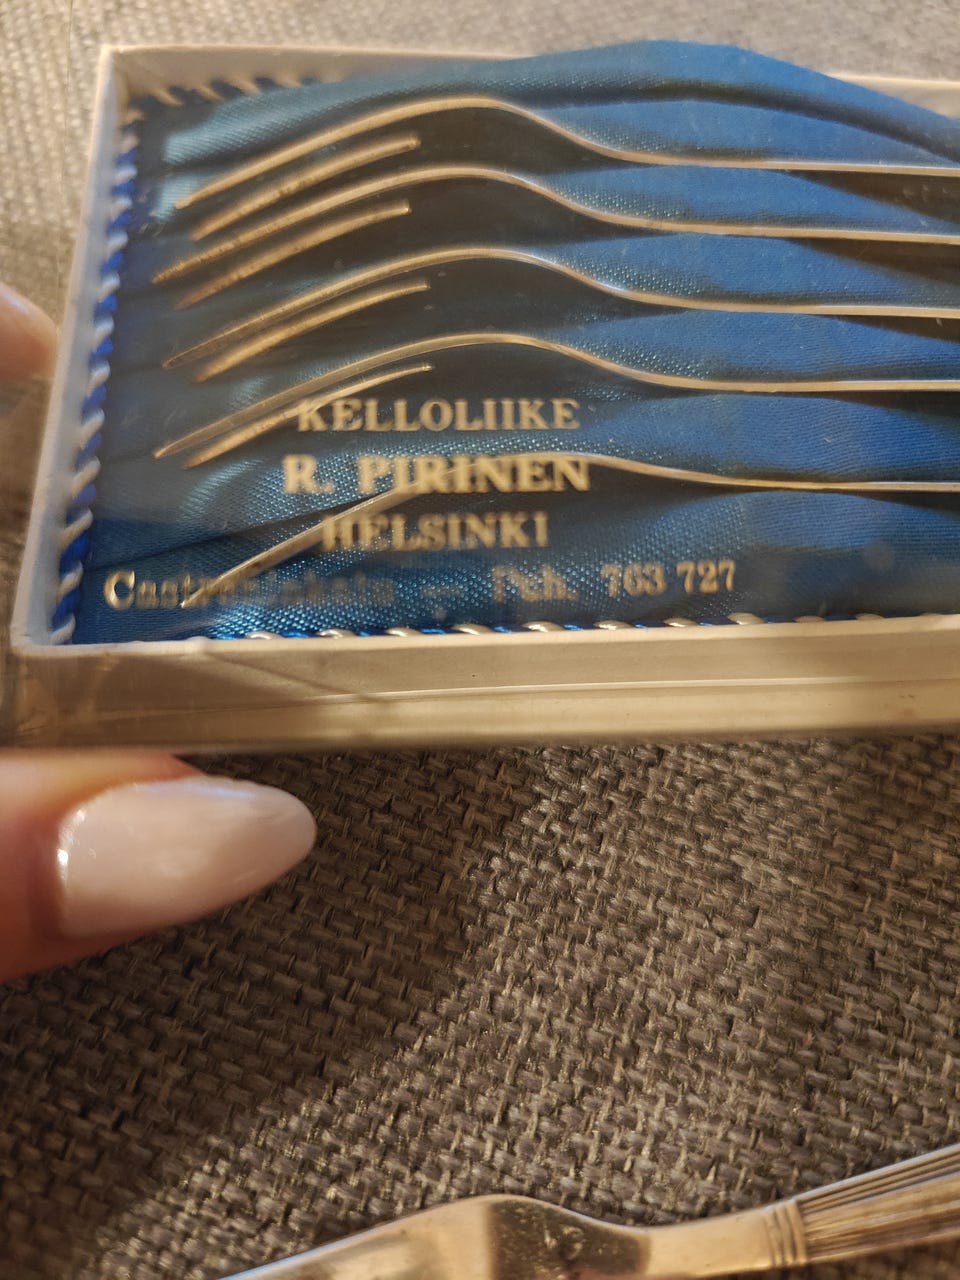 KELLOLIIKE
R. PIRINEN
HELSINKI
Puh. 763 727